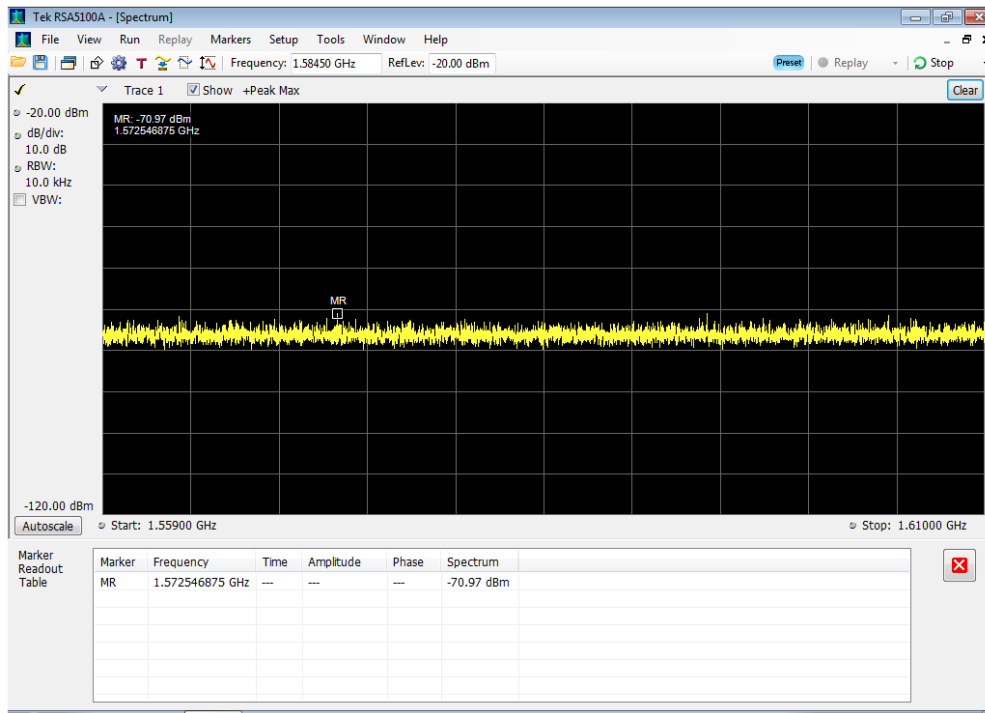 Tek RSA5100A - [Spectrum]
File View Run Replay Markers Setup Tools Window Help
T Frequency: 1.58450 GHz RefLev: -20.00 dBm Preset Replay Stop
Trace 1 Show +Peak Max Clear
-20.00 dBm
dB/div:
10.0 dB
RBW:
10.0 kHz
VBW:
MR: -70.97 dBm
1.572546875 GHz
MR
-120.00 dBm
Autoscale Start: 1.55900 GHz Stop: 1.61000 GHz
Marker
Readout
Table
Marker Frequency Time Amplitude Phase Spectrum
MR 1.572546875 GHz --- --- --- -70.97 dBm